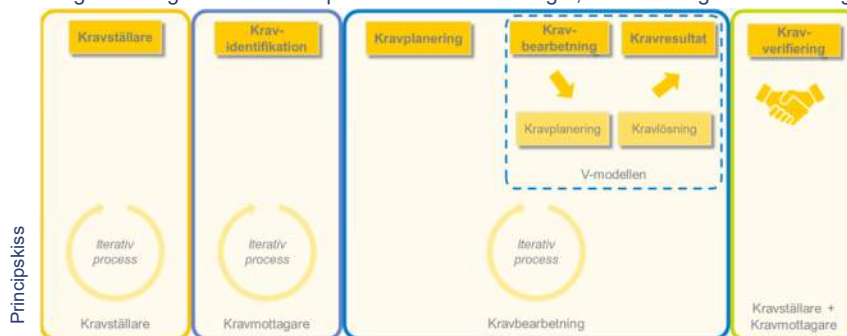 Kravställare
Krav-
identifikation
Kravplanering
Krav-
bearbetning
Kravresultat
Krav-
verifiering
Kravplanering
Kravlösning
V-modellen
Iterativ
process
Iterativ
process
Iterativ
process
Principskiss
Kravställare
Kravmottagare
Kravbearbetning
Kravställare +
Kravmottagare